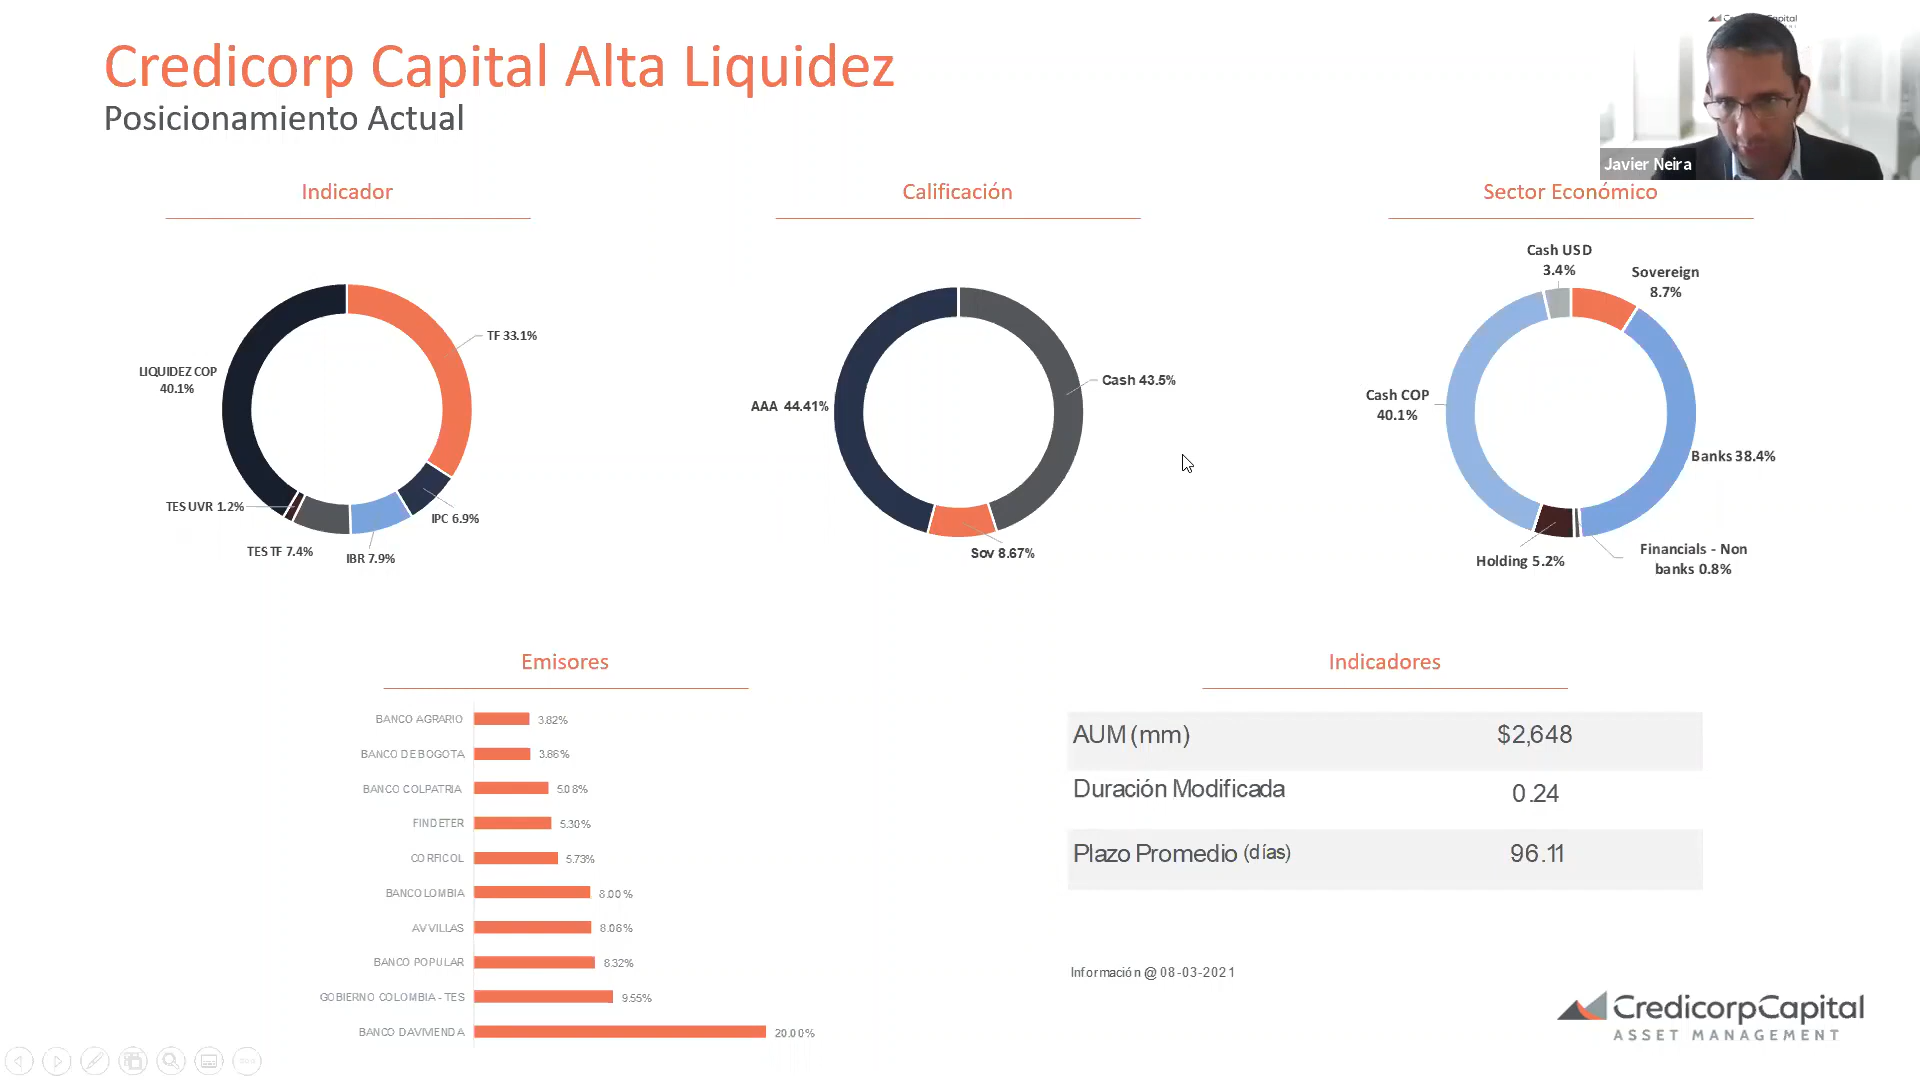 Credicorp Capital Alta Liquidez
Posicionamiento Actual
Javier Neira
Indicador
Calificación
Sector Económico
TF 33.1%
LIQUIDEZ COP
40.1%
TES UVR 1.2%
IPC 6.9%
TES TF 7.4%
IBR 7.9%
Cash 43.5%
AAA 44.41%
Sov 8.67%
Cash USD
3.4%
Sovereign
8.7%
Cash COP
40.1%
Banks 38.4%
Holding 5.2%
Financials - Non
banks 0.8%
Emisores
BANCO AGRARIO 3.82%
BANCO DE BOGOTA 3.86%
BANCO COLPATRIA 5.08%
FINDETER 5.30%
CORFICOL 5.73%
BANCOLOMBIA 8.00%
AV VILLAS 8.06%
BANCO POPULAR 8.32%
GOBIERNO COLOMBIA - TES 9.55%
BANCO DAVIVIENDA 20.00%
Indicadores
AUM (mm) $2,648
Duración Modificada 0.24
Plazo Promedio (días) 96.11
Información @ 08-03-2021
CredicorpCapital
ASSET MANAGEMENT